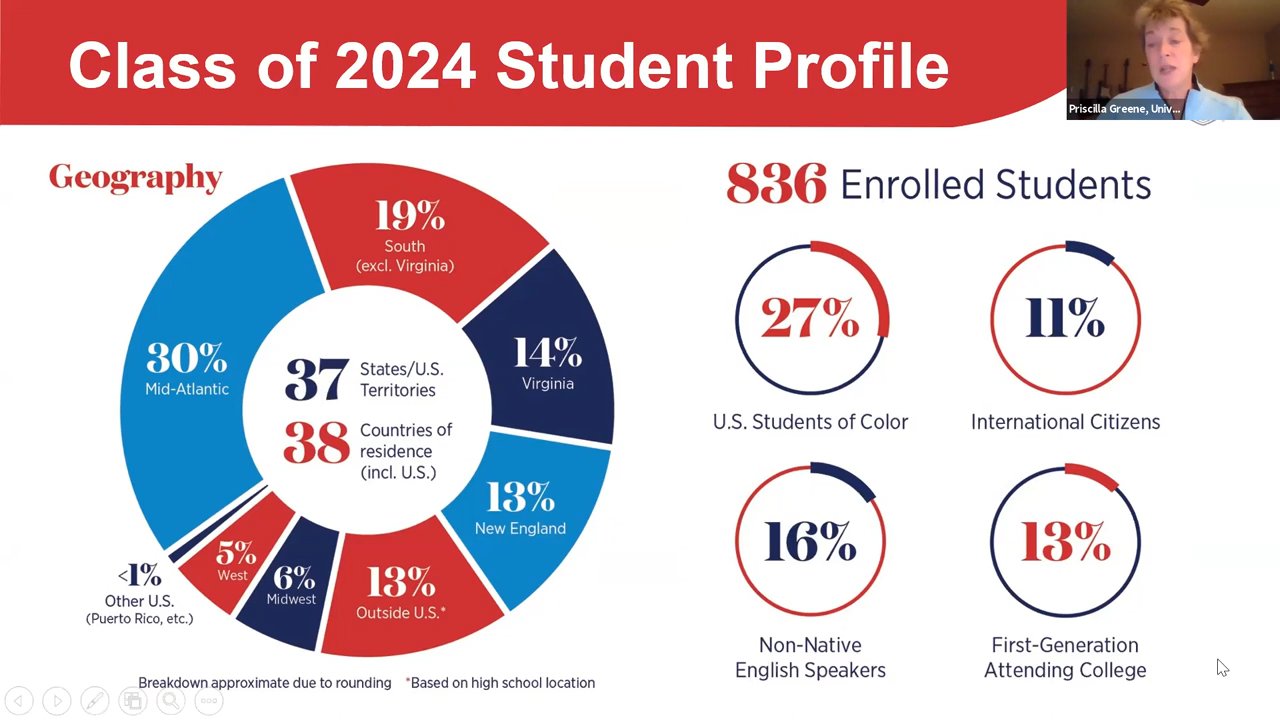 Class of 2024 Student Profile
Priscilla Greene, Univ...
Geography
19%
South
(excl. Virginia)
14%
Virginia
13%
New England
13%
Outside U.S.*
6%
Midwest
5%
West
<1%
Other U.S.
(Puerto Rico, etc.)
30%
Mid-Atlantic
37 States/U.S.
Territories
38 Countries of
residence
(incl. U.S.)
Breakdown approximate due to rounding *Based on high school location
836 Enrolled Students
27%
U.S. Students of Color
11%
International Citizens
16%
Non-Native
English Speakers
13%
First-Generation
Attending College